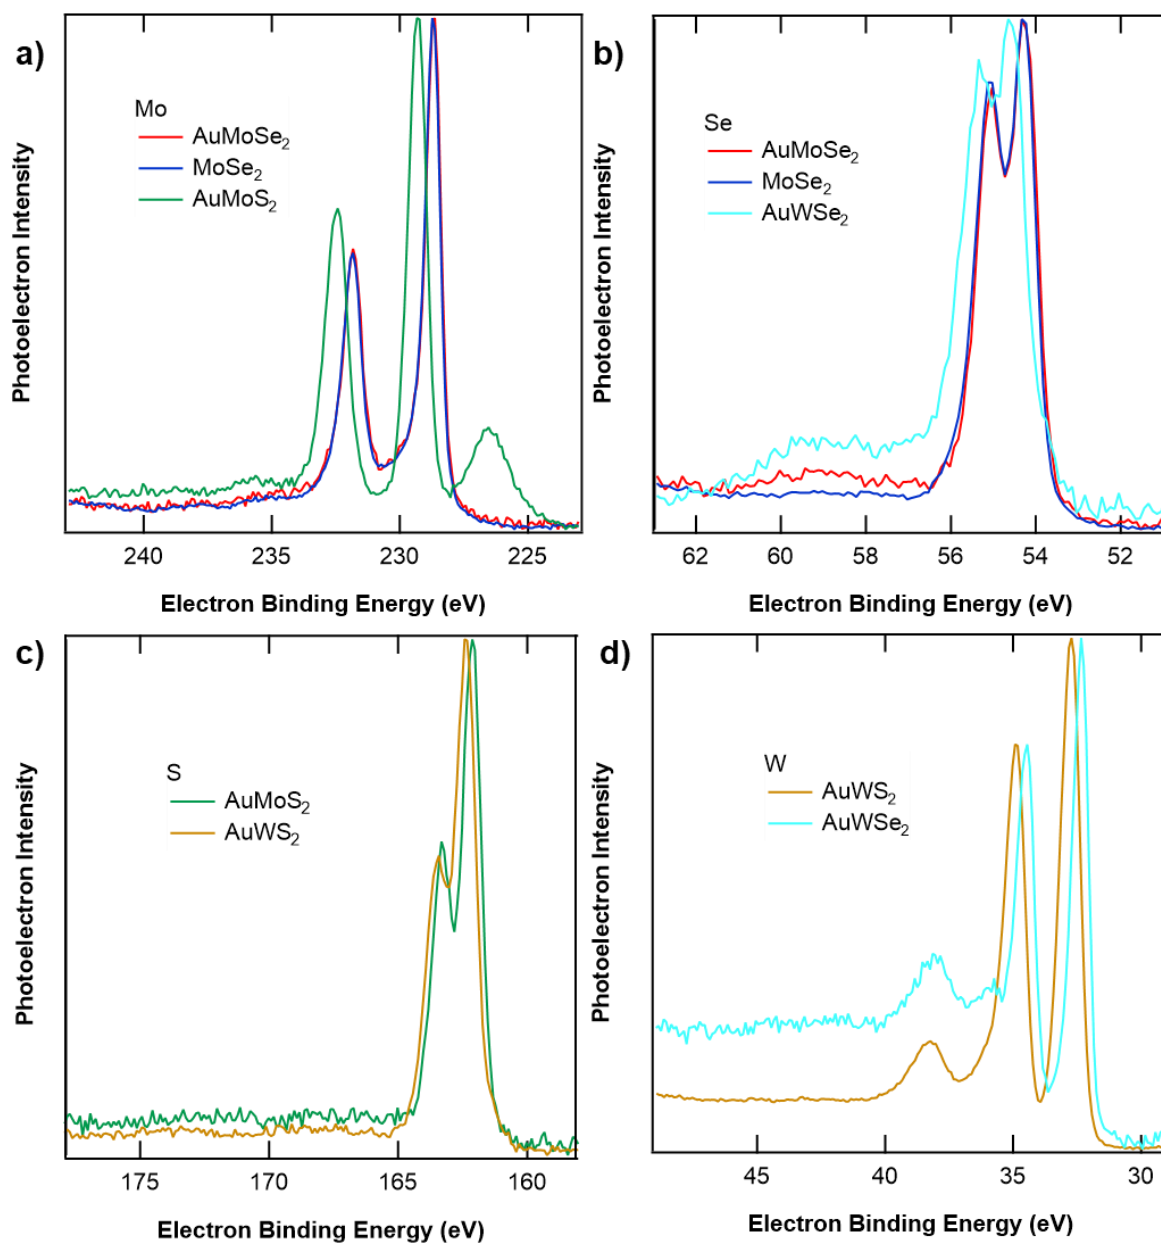 a)
Mo
AuMoSe₂
MoSe₂
AuMoS₂
Photoelectron Intensity
240
235
230
225
Electron Binding Energy (eV)
b)
Se
AuMoSe₂
MoSe₂
AuWSe₂
Photoelectron Intensity
62
60
58
56
54
52
Electron Binding Energy (eV)
c)
S
AuMoS₂
AuWS₂
Photoelectron Intensity
175
170
165
160
Electron Binding Energy (eV)
d)
W
AuWS₂
AuWSe₂
Photoelectron Intensity
45
40
35
30
Electron Binding Energy (eV)